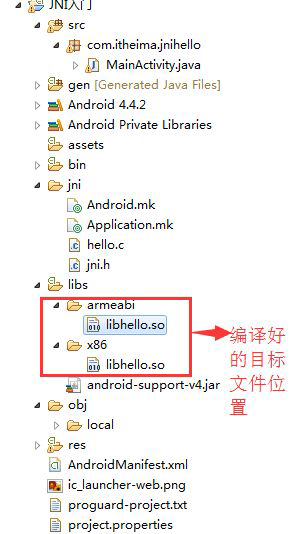 JNI入门
src
com.itheima.jnihello
MainActivity.java
gen [Generated Java Files]
Android 4.4.2
Android Private Libraries
assets
bin
jni
Android.mk
Application.mk
hello.c
jni.h
libs
armeabi
libhello.so
x86
libhello.so
android-support-v4.jar
obj
local
res
AndroidManifest.xml
ic_launcher-web.png
proguard-project.txt
project.properties
编译好
的目标
文件位
置